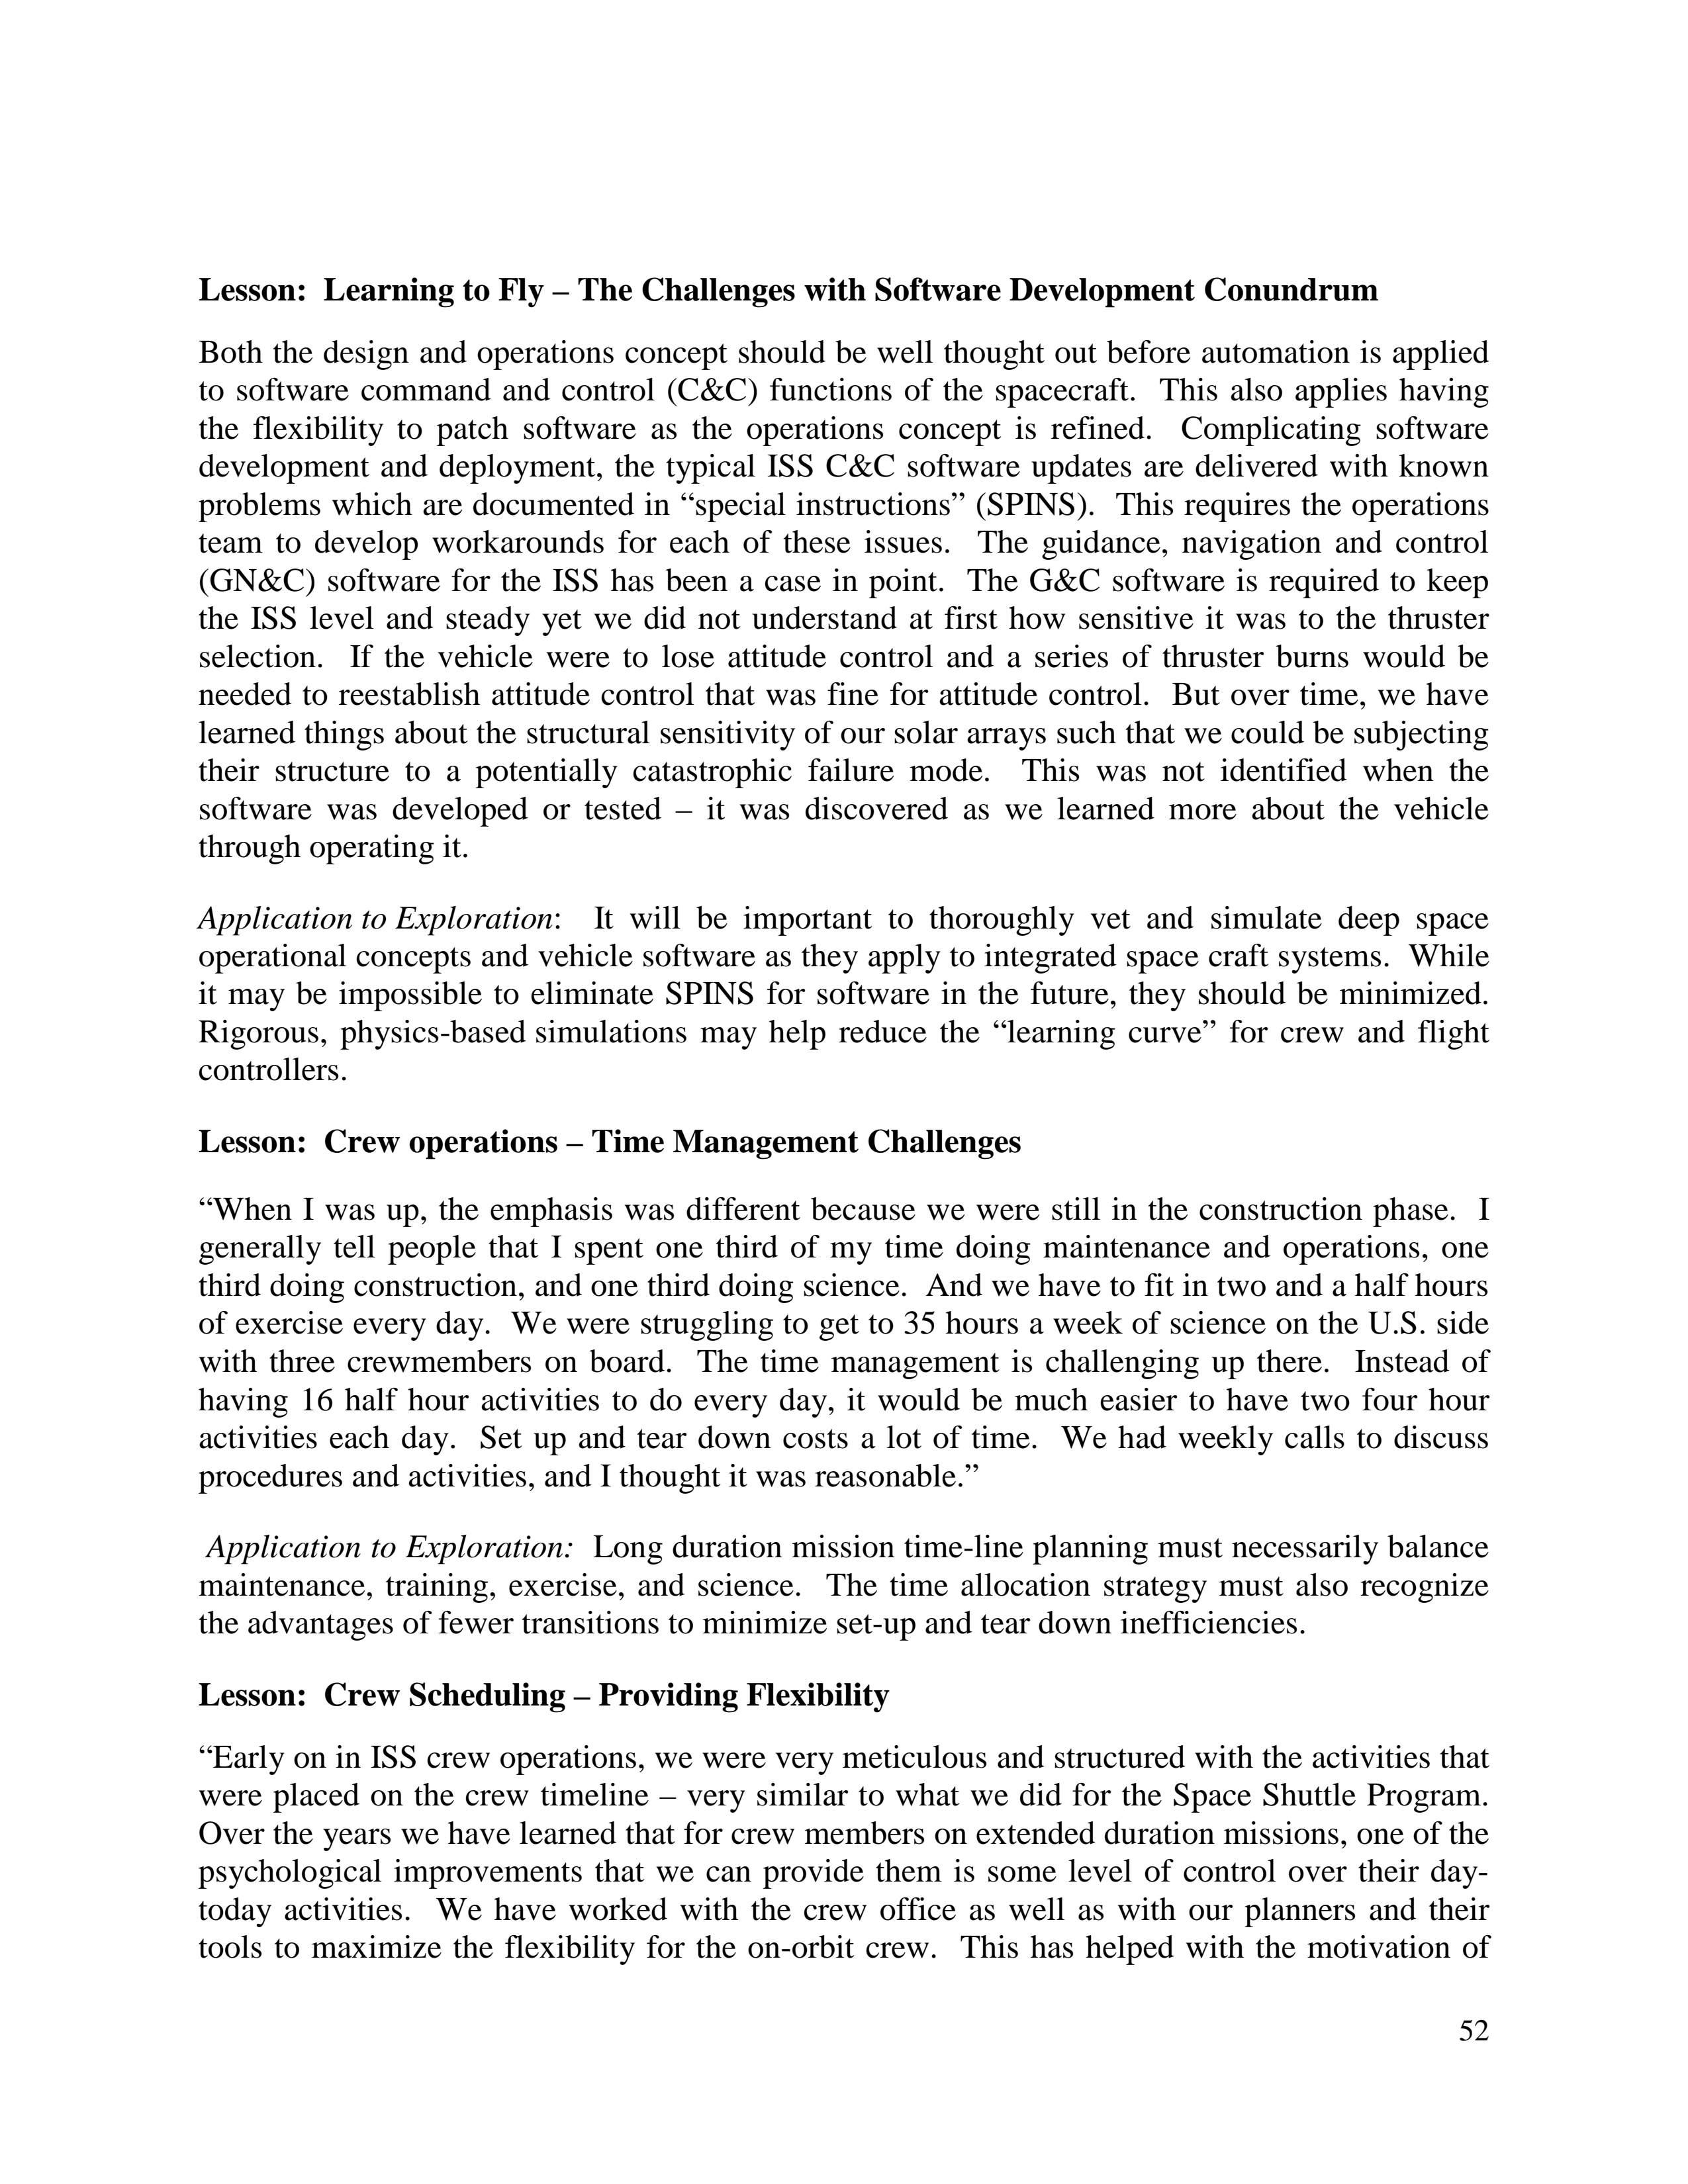 Lesson:  Learning to Fly – The Challenges with Software Development Conundrum
Both the design and operations concept should be well thought out before automation is applied
to software command and control (C&C) functions of the spacecraft.  This also applies having
the flexibility to patch software as the operations concept is refined.  Complicating software
development and deployment, the typical ISS C&C software updates are delivered with known
problems which are documented in “special instructions” (SPINS).  This requires the operations
team to develop workarounds for each of these issues.  The guidance, navigation and control
(GN&C) software for the ISS has been a case in point.  The G&C software is required to keep
the ISS level and steady yet we did not understand at first how sensitive it was to the thruster
selection.  If the vehicle were to lose attitude control and a series of thruster burns would be
needed to reestablish attitude control that was fine for attitude control.  But over time, we have
learned things about the structural sensitivity of our solar arrays such that we could be subjecting
their structure to a potentially catastrophic failure mode.  This was not identified when the
software was developed or tested – it was discovered as we learned more about the vehicle
through operating it.
Application to Exploration:  It will be important to thoroughly vet and simulate deep space
operational concepts and vehicle software as they apply to integrated space craft systems.  While
it may be impossible to eliminate SPINS for software in the future, they should be minimized.
Rigorous, physics-based simulations may help reduce the “learning curve” for crew and flight
controllers.
Lesson:  Crew operations – Time Management Challenges
“When I was up, the emphasis was different because we were still in the construction phase.  I
generally tell people that I spent one third of my time doing maintenance and operations, one
third doing construction, and one third doing science.  And we have to fit in two and a half hours
of exercise every day.  We were struggling to get to 35 hours a week of science on the U.S. side
with three crewmembers on board.  The time management is challenging up there.  Instead of
having 16 half hour activities to do every day, it would be much easier to have two four hour
activities each day.  Set up and tear down costs a lot of time.  We had weekly calls to discuss
procedures and activities, and I thought it was reasonable.”
Application to Exploration:  Long duration mission time-line planning must necessarily balance
maintenance, training, exercise, and science.  The time allocation strategy must also recognize
the advantages of fewer transitions to minimize set-up and tear down inefficiencies.
Lesson:  Crew Scheduling – Providing Flexibility
“Early on in ISS crew operations, we were very meticulous and structured with the activities that
were placed on the crew timeline – very similar to what we did for the Space Shuttle Program.
Over the years we have learned that for crew members on extended duration missions, one of the
psychological improvements that we can provide them is some level of control over their day-
today activities.  We have worked with the crew office as well as with our planners and their
tools to maximize the flexibility for the on-orbit crew.  This has helped with the motivation of
52